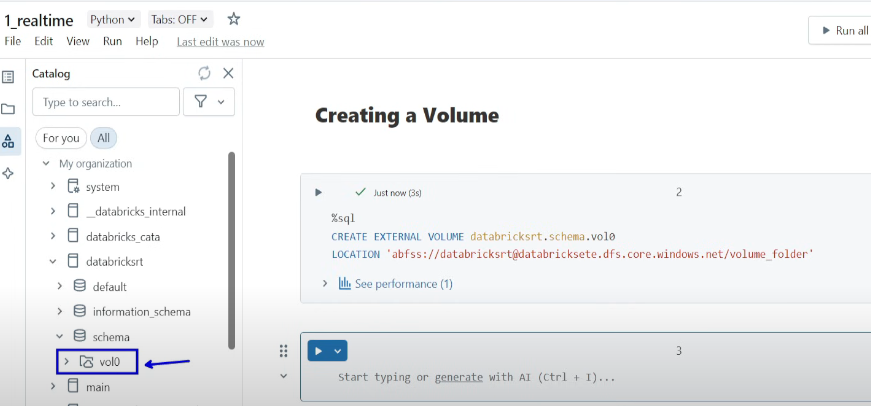 1_realtime Python Tabs: OFF
File Edit View Run Help Last edit was now
Run all
Catalog
Type to search...
For you All
My organization
system
__databricks_internal
databricks_cata
databricksrt
default
information_schema
schema
vol0
main
Creating a Volume
Just now (3s) 2
%sql
CREATE EXTERNAL VOLUME databricksrt.schema.vol0
LOCATION 'abfss://databricksrt@databricksete.dfs.core.windows.net/volume_folder'
See performance (1)
3
Start typing or generate with AI (Ctrl + I)...